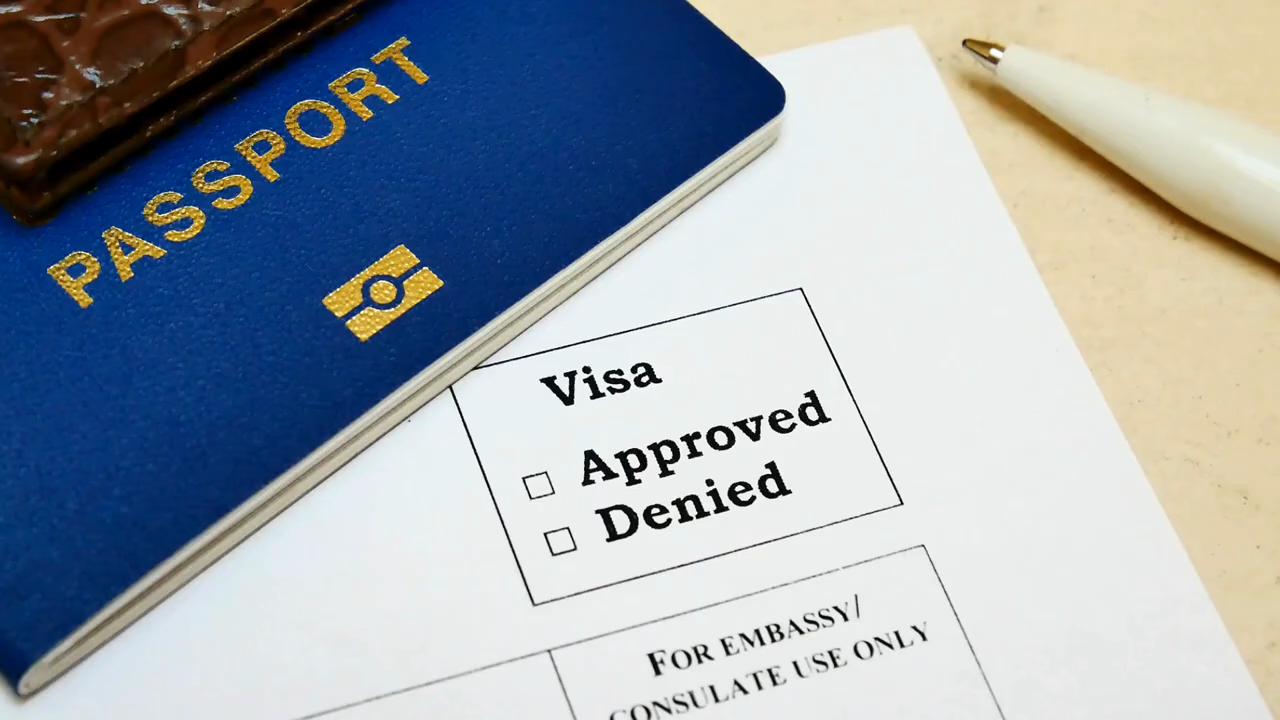 PASSPORT
Visa
□ Approved
□ Denied
FOR EMBASSY/
CONSULATE USE ONLY